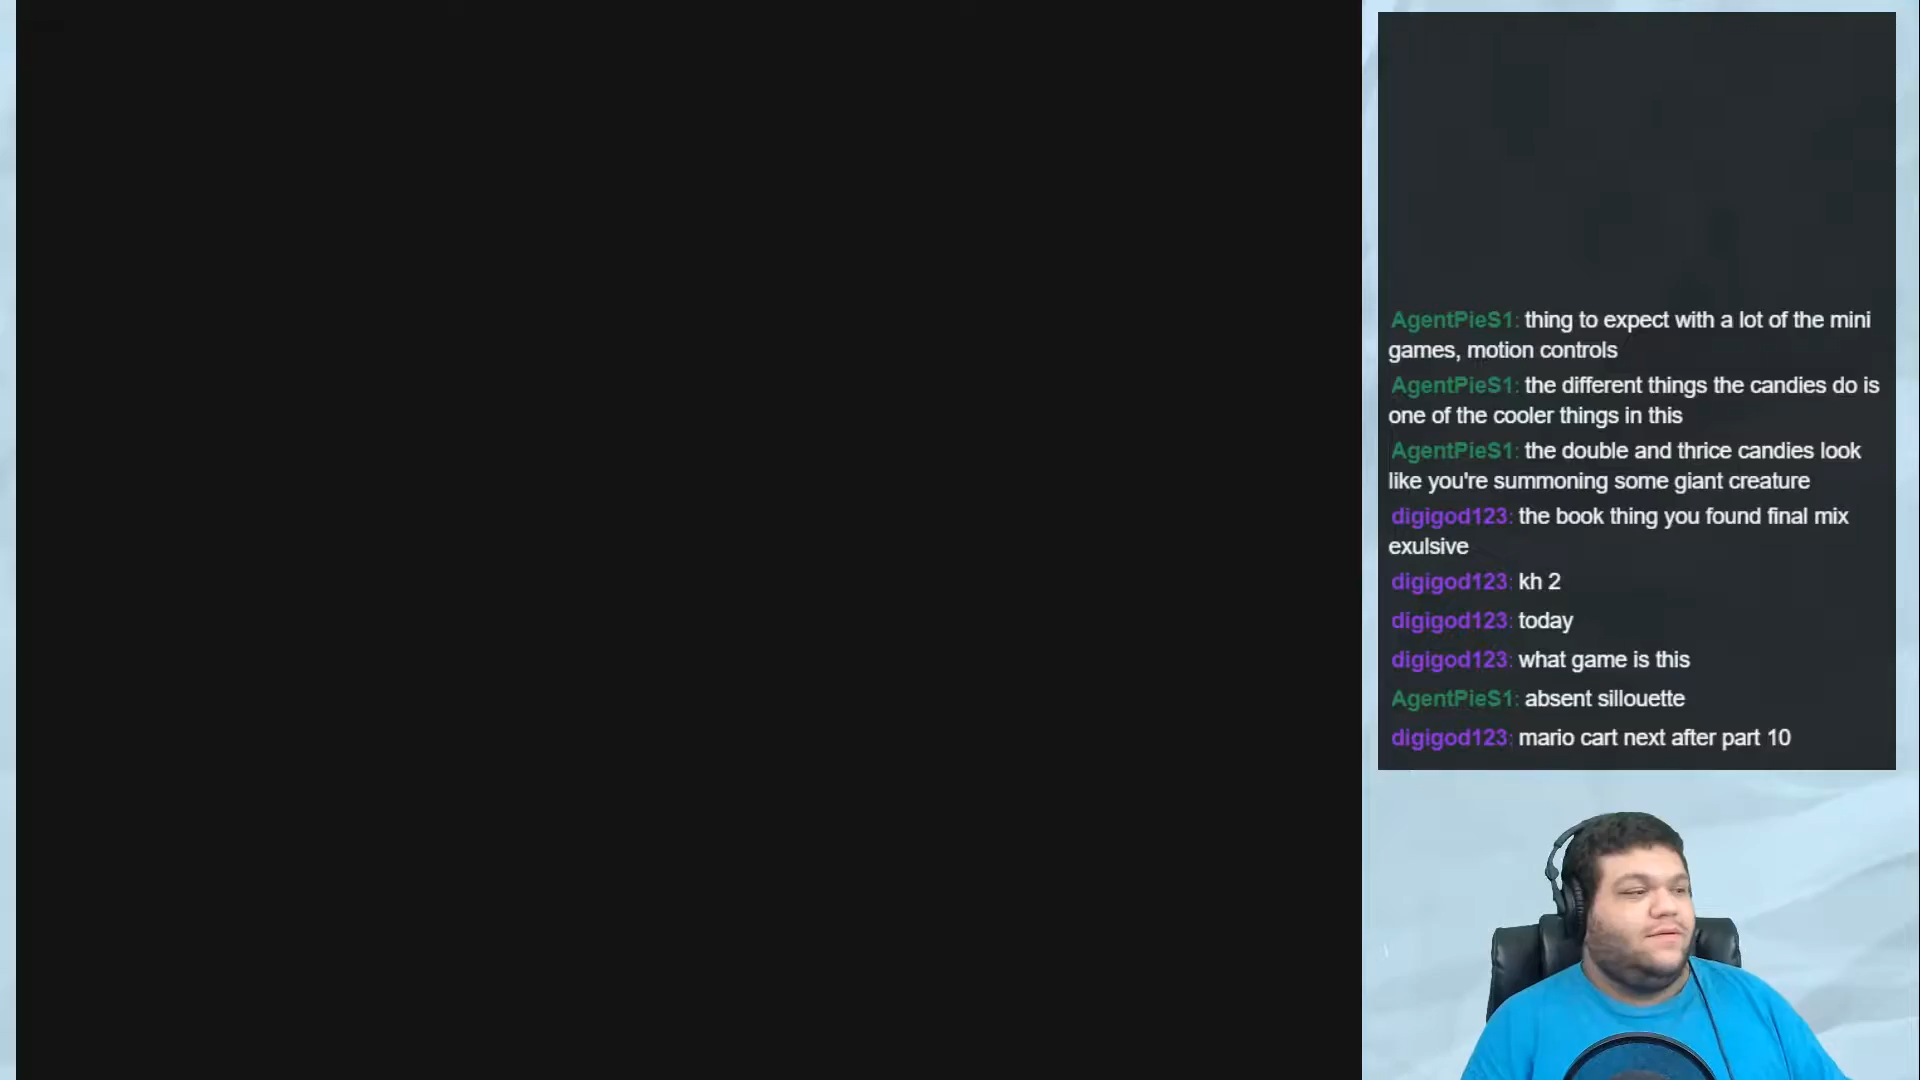 AgentPieS1: thing to expect with a lot of the mini
games, motion controls
AgentPieS1: the different things the candies do is
one of the cooler things in this
AgentPieS1: the double and thrice candies look
like you're summoning some giant creature
digigod123: the book thing you found final mix
exulsive
digigod123: kh 2
digigod123: today
digigod123: what game is this
AgentPieS1: absent sillouette
digigod123: mario cart next after part 10